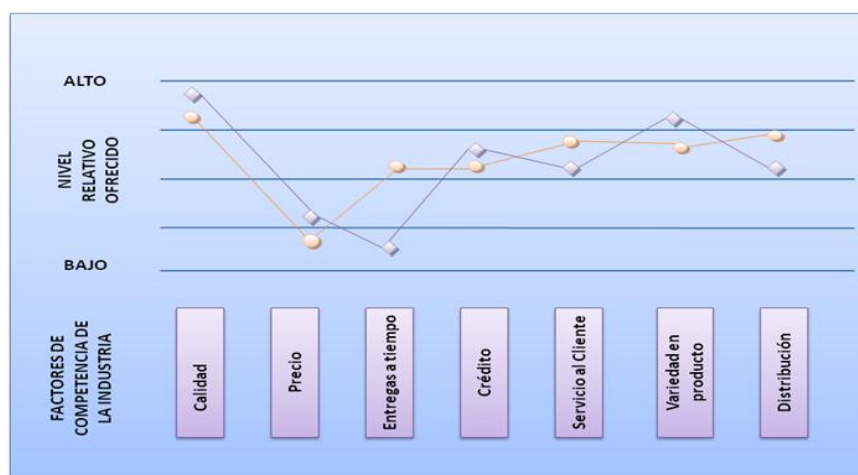 ALTO
NIVEL
RELATIVO
OFRECIDO
BAJO
FACTORES DE
COMPETENCIA DE
LA INDUSTRIA
Calidad
Precio
Entregas a tiempo
Crédito
Servicio al Cliente
Variedad en
producto
Distribución